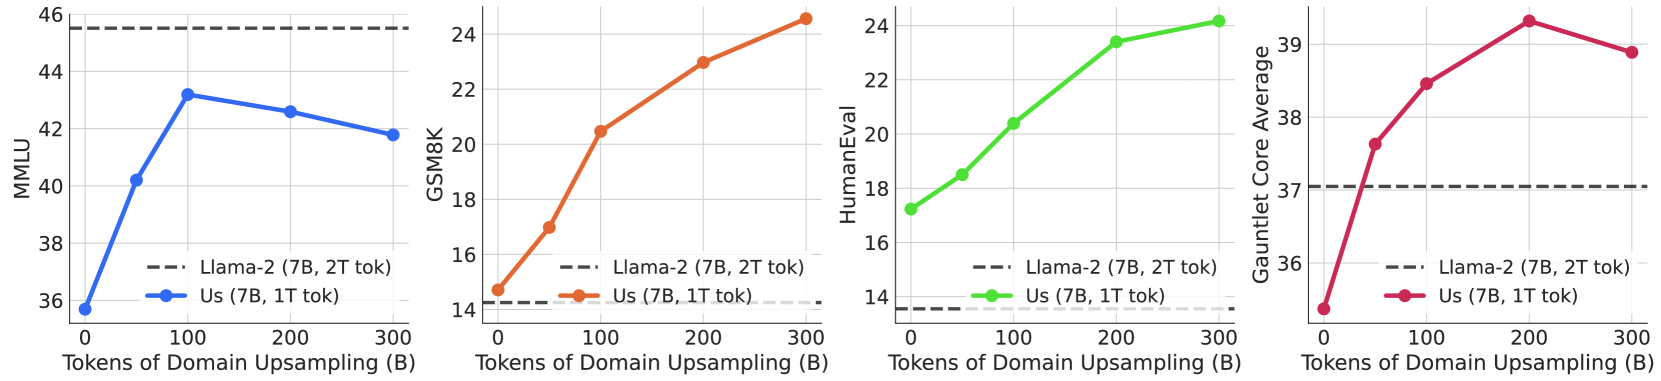 46
44
42
40
38
36
MMLU
Llama-2 (7B, 2T tok)
Us (7B, 1T tok)
0 100 200 300
Tokens of Domain Upsampling (B)
24
22
20
18
16
14
GSM8K
Llama-2 (7B, 2T tok)
Us (7B, 1T tok)
0 100 200 300
Tokens of Domain Upsampling (B)
24
22
20
18
16
14
HumanEval
Llama-2 (7B, 2T tok)
Us (7B, 1T tok)
0 100 200 300
Tokens of Domain Upsampling (B)
39
38
37
36
Gauntlet Core Average
Llama-2 (7B, 2T tok)
Us (7B, 1T tok)
0 100 200 300
Tokens of Domain Upsampling (B)